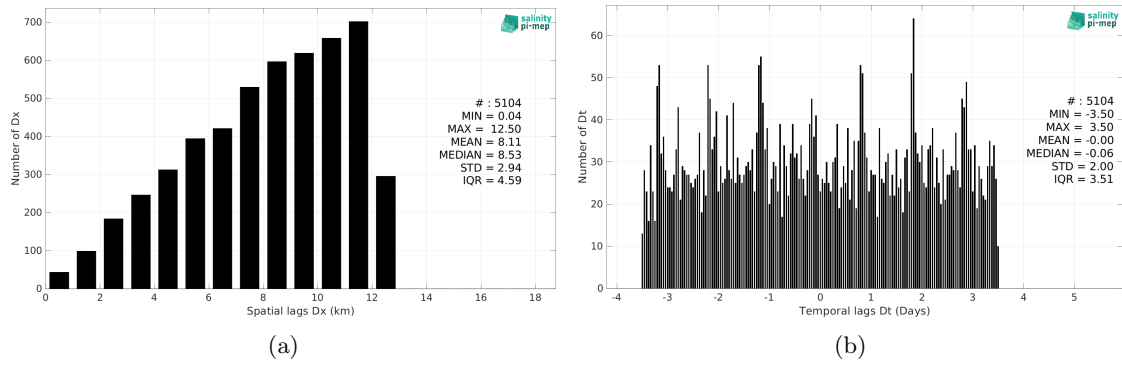 salinity
pi-mep
700
600
500
400
300
200
100
0
Number of Dx
# : 5104
MIN = 0.04
MAX = 12.50
MEAN = 8.11
MEDIAN = 8.53
STD = 2.94
IQR = 4.59
0 2 4 6 8 10 12 14 16 18
Spatial lags Dx (km)
(a)
salinity
pi-mep
60
50
40
30
20
10
0
Number of Dt
# : 5104
MIN = -3.50
MAX = 3.50
MEAN = -0.00
MEDIAN = -0.06
STD = 2.00
IQR = 3.51
-4 -3 -2 -1 0 1 2 3 4 5
Temporal lags Dt (Days)
(b)